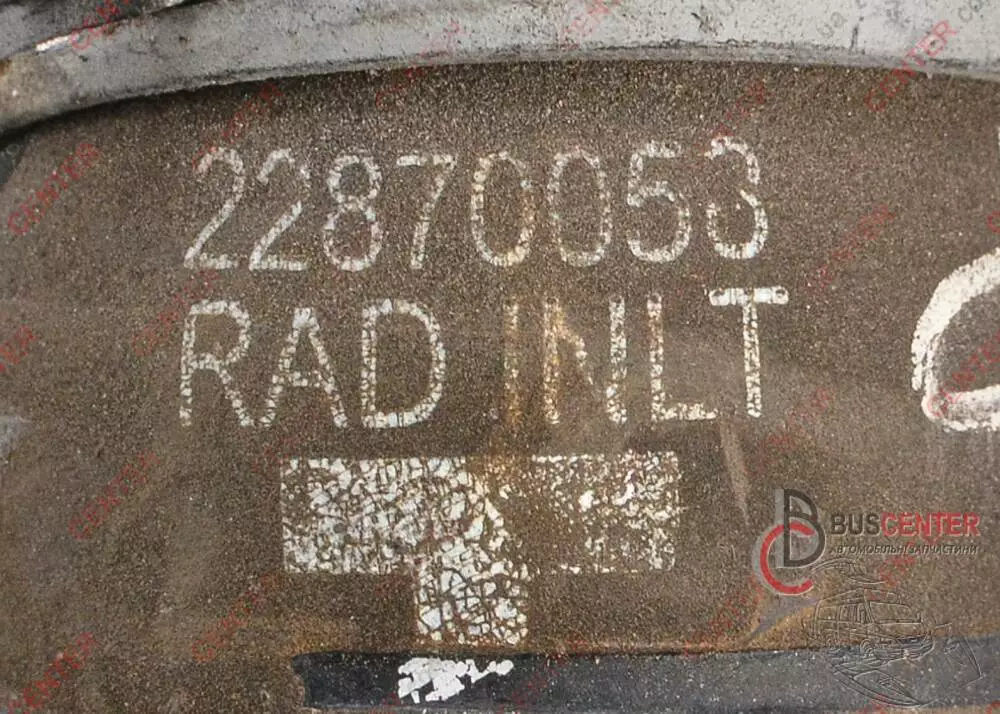 22870053
RAD INLT
BUSCENTER
АВТОМОБІЛЬНІ ЗАПЧАСТИНИ